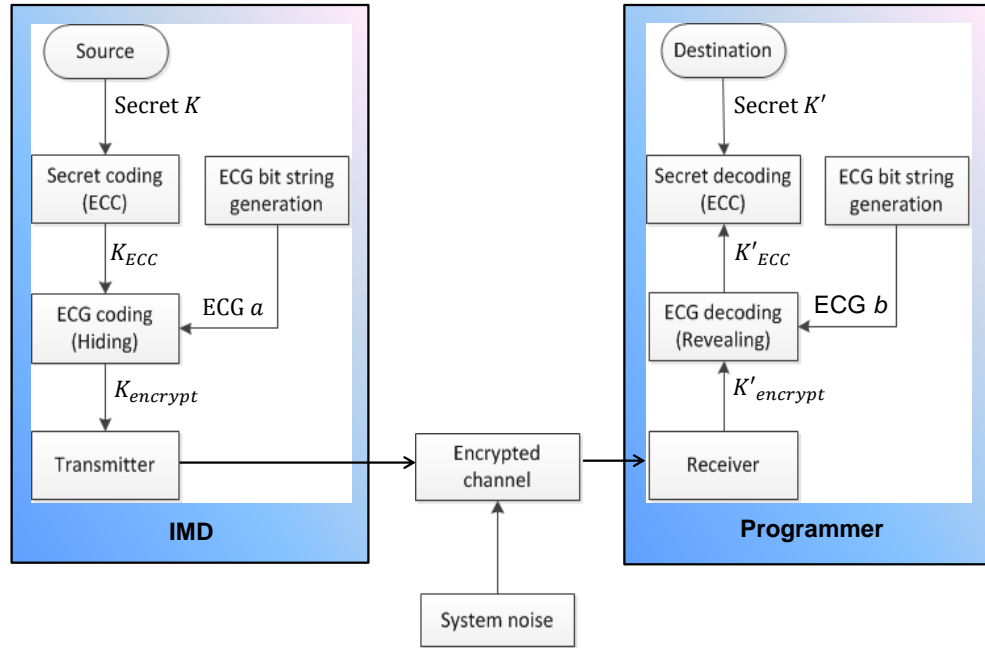 Source
Secret K
Secret coding
(ECC)
ECG bit string
generation
K_ECC
ECG a
ECG coding
(Hiding)
K_encrypt
Transmitter
IMD
Encrypted
channel
System noise
Destination
Secret K′
Secret decoding
(ECC)
ECG bit string
generation
K′_ECC
ECG b
ECG decoding
(Revealing)
K′_encrypt
Receiver
Programmer